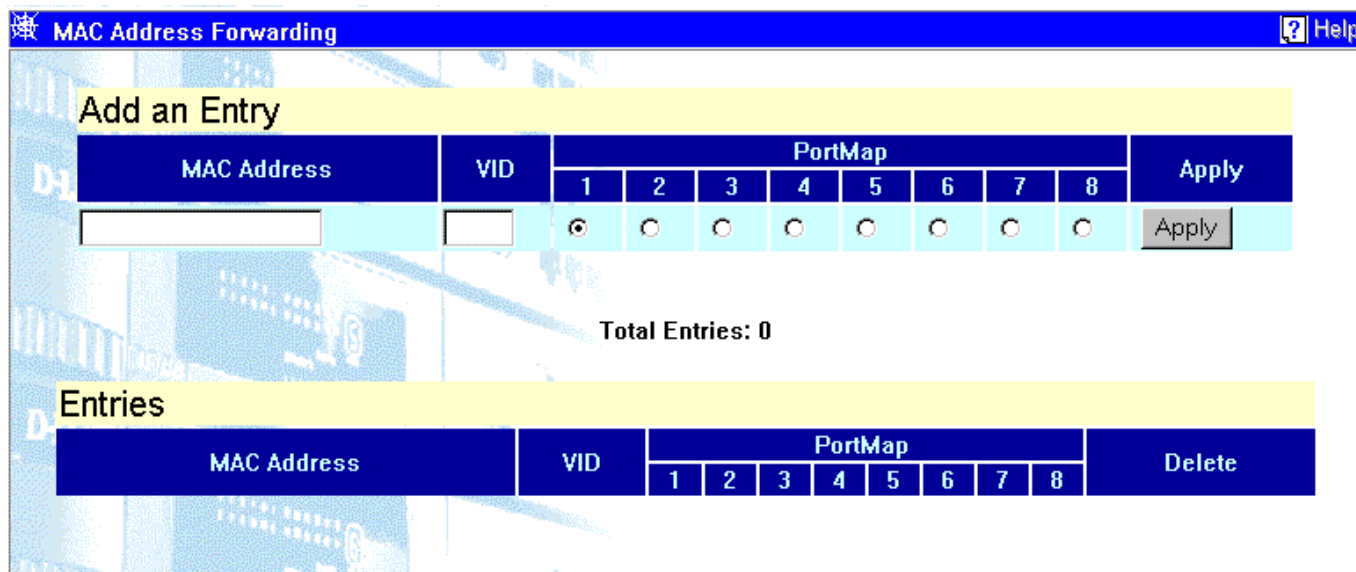 MAC Address Forwarding
? Help
Add an Entry
MAC Address VID PortMap Apply
1 2 3 4 5 6 7 8
Apply
Total Entries: 0
Entries
MAC Address VID PortMap Delete
1 2 3 4 5 6 7 8